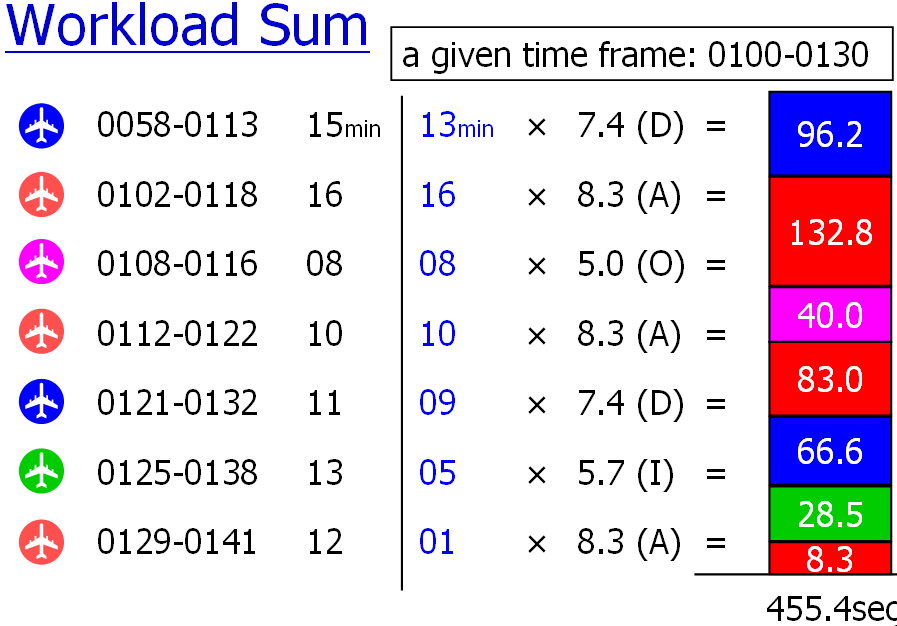 Workload Sum
a given time frame: 0100-0130
0058-0113 15min 13min × 7.4 (D) = 96.2
0102-0118 16 16 × 8.3 (A) = 132.8
0108-0116 08 08 × 5.0 (O) = 40.0
0112-0122 10 10 × 8.3 (A) = 83.0
0121-0132 11 09 × 7.4 (D) = 66.6
0125-0138 13 05 × 5.7 (I) = 28.5
0129-0141 12 01 × 8.3 (A) = 8.3
455.4sec